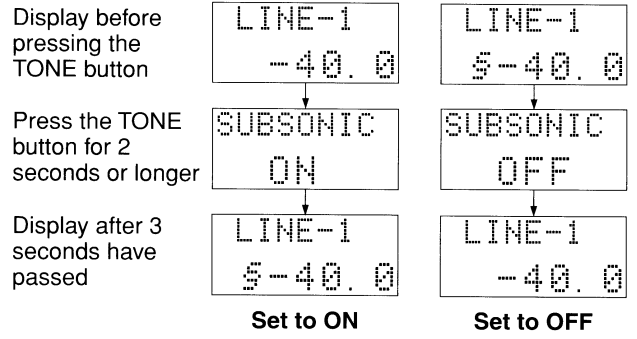 Display before
pressing the
TONE button
LINE-1
-40.0
LINE-1
§-40.0
Press the TONE
button for 2
seconds or longer
SUBSONIC
ON
SUBSONIC
OFF
Display after 3
seconds have
passed
LINE-1
§-40.0
LINE-1
-40.0
Set to ON
Set to OFF